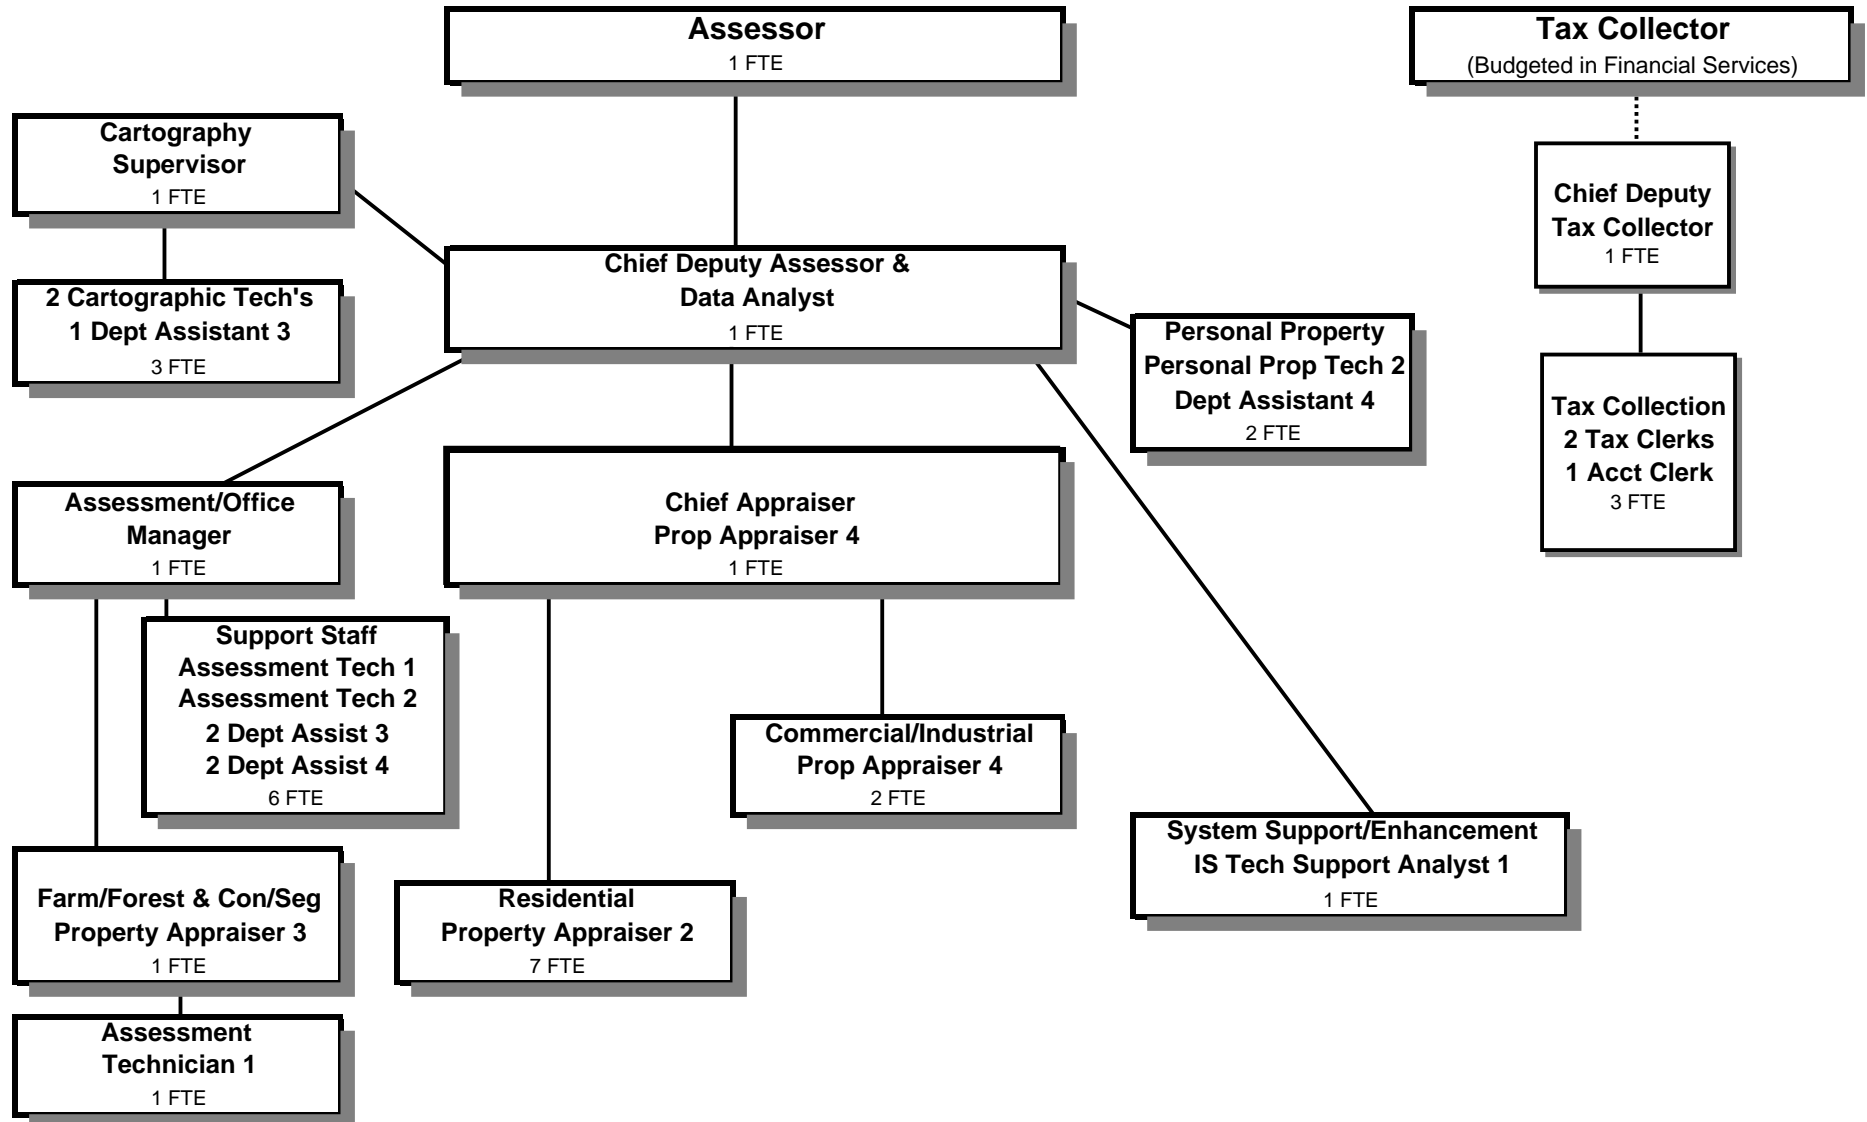 Assessor
1 FTE
Tax Collector
(Budgeted in Financial Services)
Cartography
Supervisor
1 FTE
Chief Deputy
Tax Collector
1 FTE
Chief Deputy Assessor &
Data Analyst
1 FTE
2 Cartographic Tech's
1 Dept Assistant 3
3 FTE
Personal Property
Personal Prop Tech 2
Dept Assistant 4
2 FTE
Tax Collection
2 Tax Clerks
1 Acct Clerk
3 FTE
Assessment/Office
Manager
1 FTE
Chief Appraiser
Prop Appraiser 4
1 FTE
Support Staff
Assessment Tech 1
Assessment Tech 2
2 Dept Assist 3
2 Dept Assist 4
6 FTE
Commercial/Industrial
Prop Appraiser 4
2 FTE
System Support/Enhancement
IS Tech Support Analyst 1
1 FTE
Farm/Forest & Con/Seg
Property Appraiser 3
1 FTE
Residential
Property Appraiser 2
7 FTE
Assessment
Technician 1
1 FTE